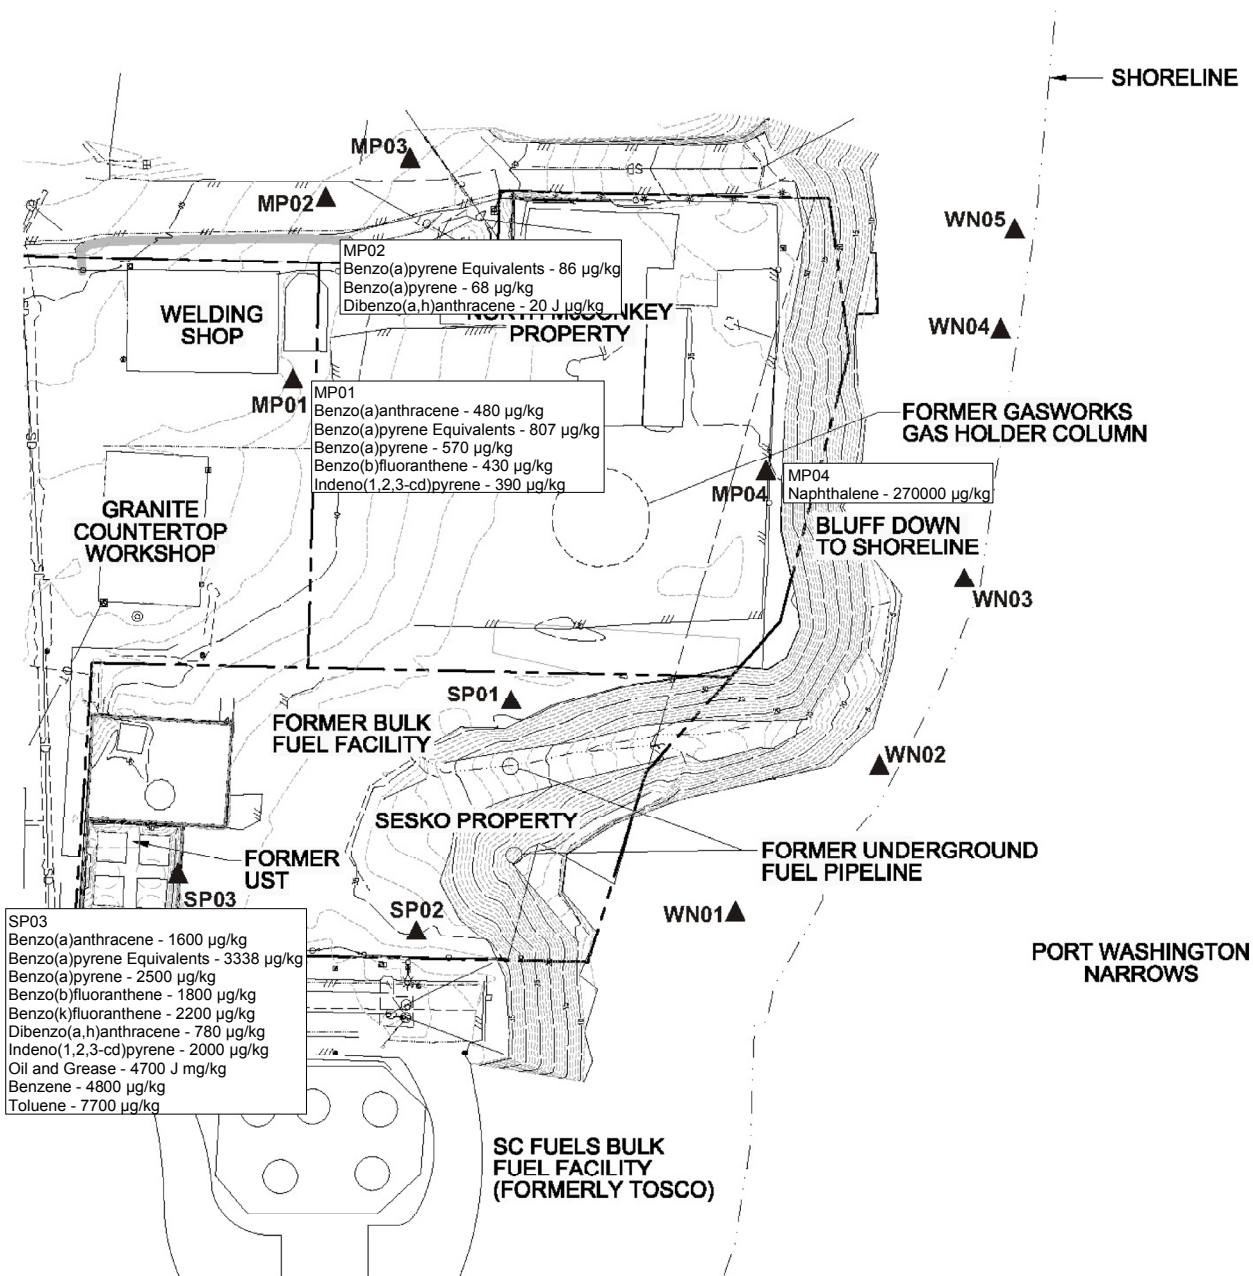 SHORELINE
MP03
MP02
WN05
MP02
Benzo(a)pyrene Equivalents - 86 µg/kg
Benzo(a)pyrene - 68 µg/kg
Dibenzo(a,h)anthracene - 20 J µg/kg
WELDING
SHOP
NORTH MCCONKEY
PROPERTY
WN04
MP01
MP01
Benzo(a)anthracene - 480 µg/kg
Benzo(a)pyrene Equivalents - 807 µg/kg
Benzo(a)pyrene - 570 µg/kg
Benzo(b)fluoranthene - 430 µg/kg
Indeno(1,2,3-cd)pyrene - 390 µg/kg
FORMER GASWORKS
GAS HOLDER COLUMN
MP04
MP04
Naphthalene - 270000 µg/kg
GRANITE
COUNTERTOP
WORKSHOP
BLUFF DOWN
TO SHORELINE
WN03
SP01
FORMER BULK
FUEL FACILITY
WN02
SESKO PROPERTY
FORMER
UST
FORMER UNDERGROUND
FUEL PIPELINE
SP03
SP02
WN01
SP03
Benzo(a)anthracene - 1600 µg/kg
Benzo(a)pyrene Equivalents - 3338 µg/kg
Benzo(a)pyrene - 2500 µg/kg
Benzo(b)fluoranthene - 1800 µg/kg
Benzo(k)fluoranthene - 2200 µg/kg
Dibenzo(a,h)anthracene - 780 µg/kg
Indeno(1,2,3-cd)pyrene - 2000 µg/kg
Oil and Grease - 4700 J mg/kg
Benzene - 4800 µg/kg
Toluene - 7700 µg/kg
PORT WASHINGTON
NARROWS
SC FUELS BULK
FUEL FACILITY
(FORMERLY TOSCO)